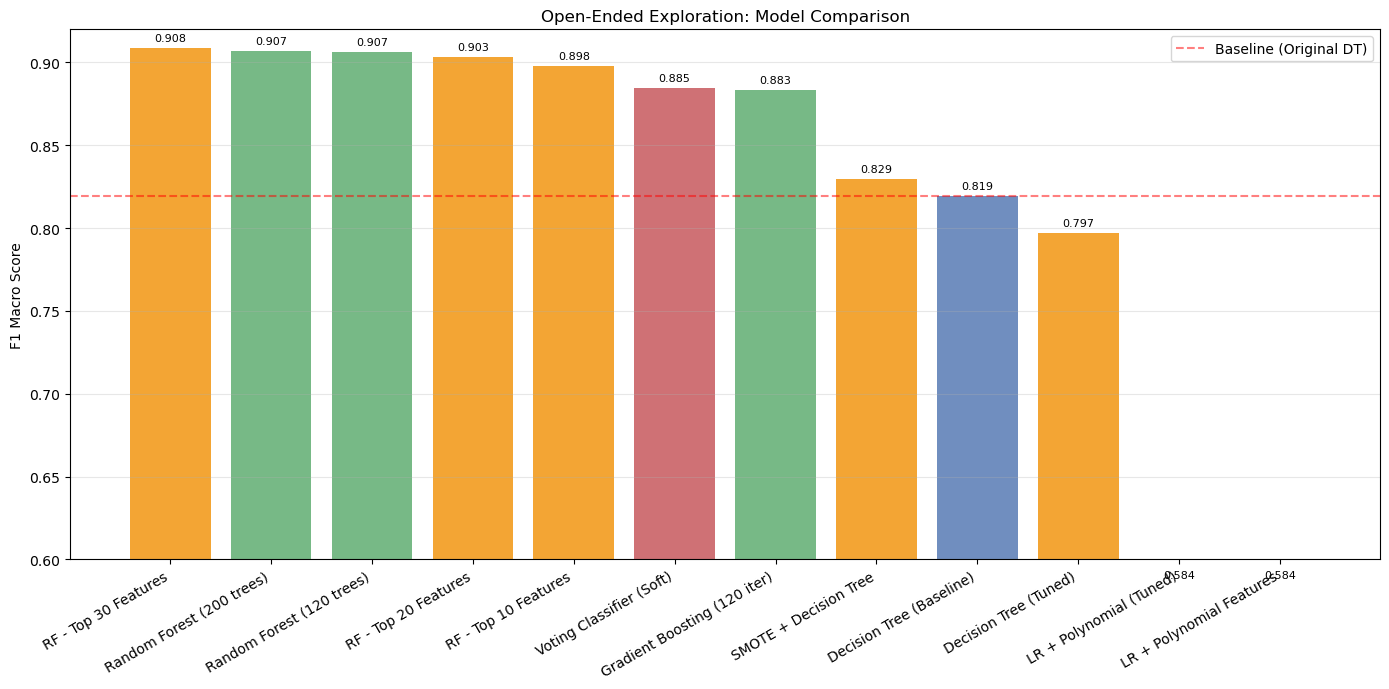 Open-Ended Exploration: Model Comparison
Baseline (Original DT)
F1 Macro Score
0.90
0.85
0.80
0.75
0.70
0.65
0.60
0.908
0.907
0.907
0.903
0.898
0.885
0.883
0.829
0.819
0.797
0.584
0.584
RF - Top 30 Features
Random Forest (200 trees)
Random Forest (120 trees)
RF - Top 20 Features
RF - Top 10 Features
Voting Classifier (Soft)
Gradient Boosting (120 iter)
SMOTE + Decision Tree
Decision Tree (Baseline)
Decision Tree (Tuned)
LR + Polynomial (Tuned)
LR + Polynomial Features